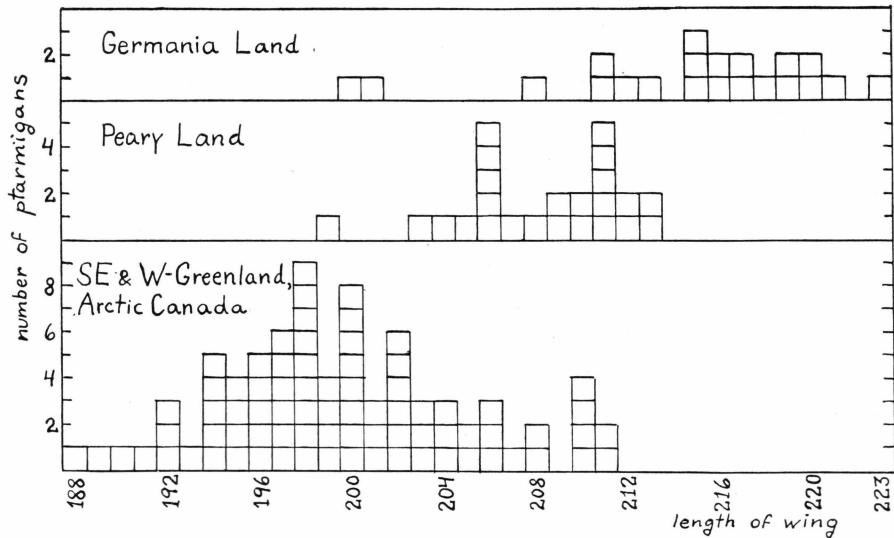 number of ptarmigans
Germania Land
2
Peary Land
4
2
SE & W-Greenland,
Arctic Canada
8
6
4
2
188 192 196 200 204 208 212 216 220 223
length of wing